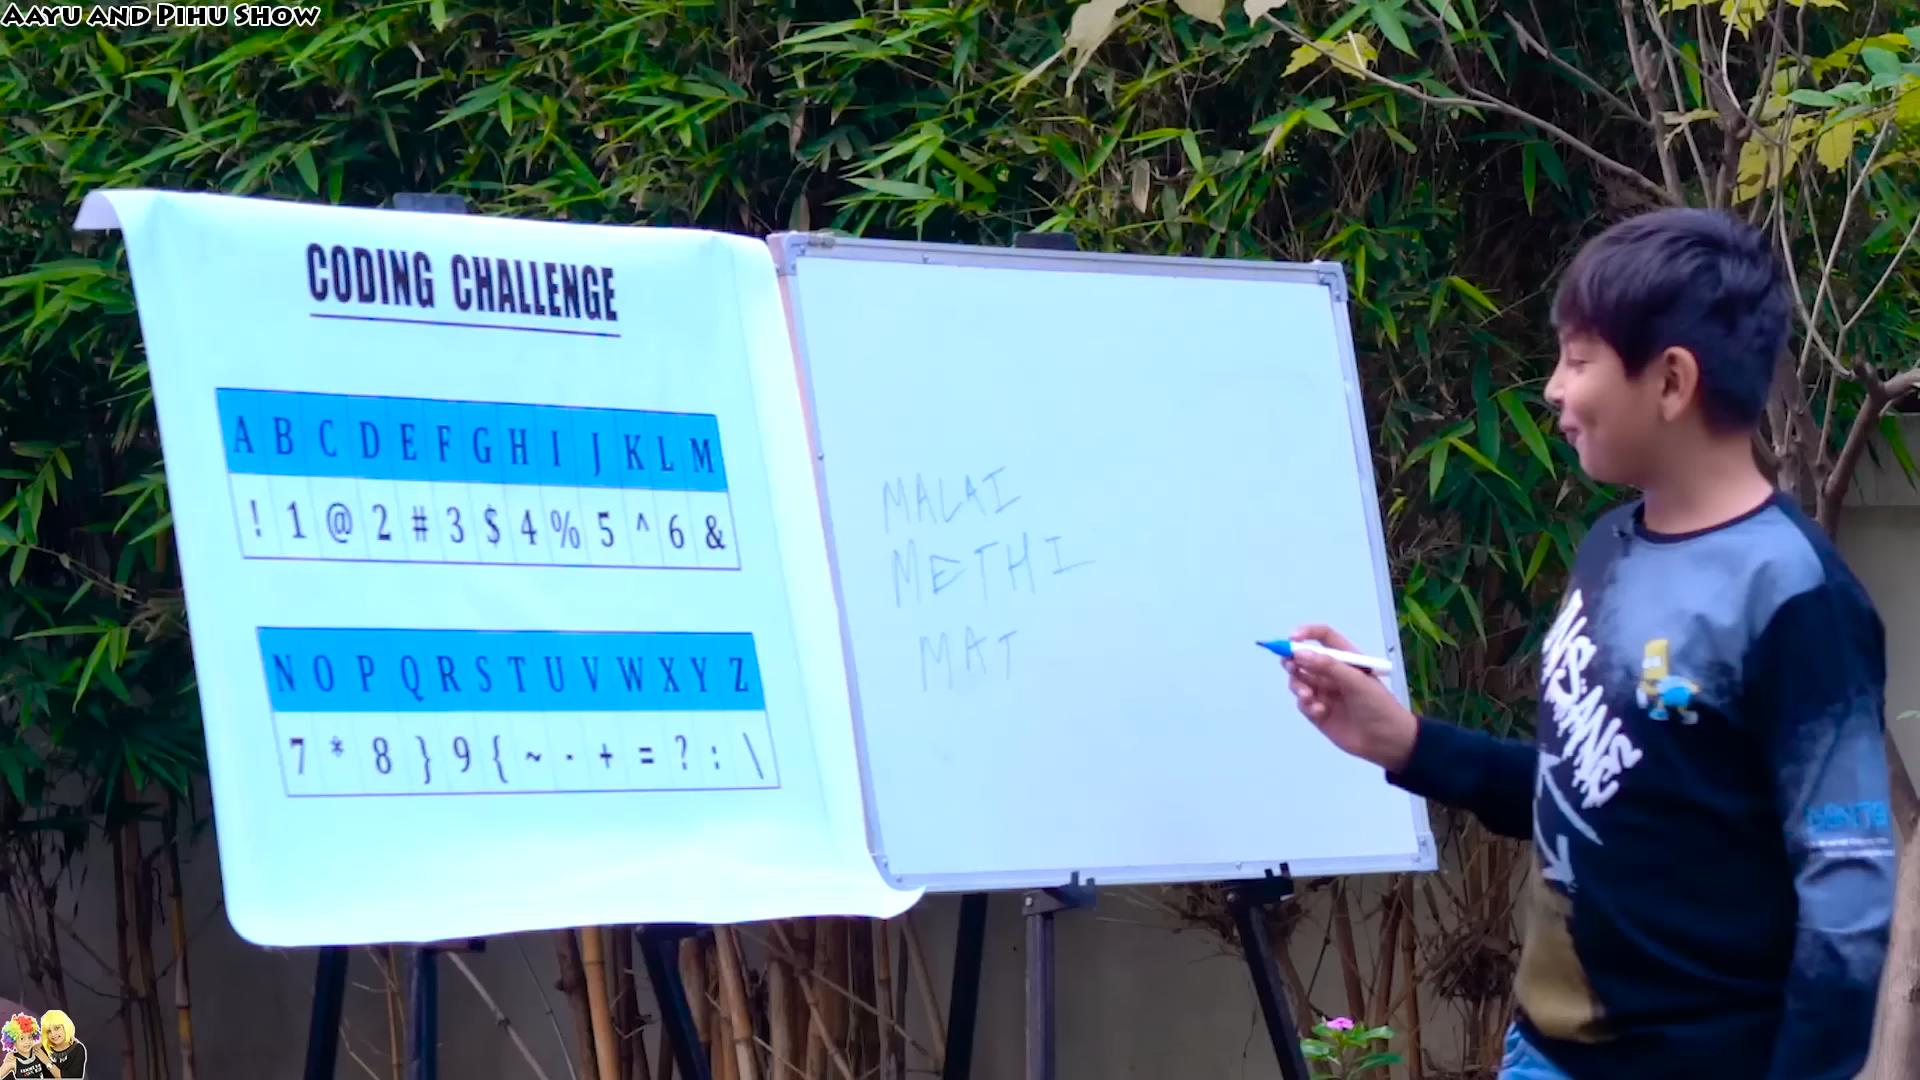 AAYU AND PIHU SHOW
CODING CHALLENGE
A B C D E F G H I J K L M
! 1 @ 2 # 3 $ 4 % 5 ^ 6 &
N O P Q R S T U V W X Y Z
7 * 8 } 9 { ~ - + = ? : \
MALAI
METHI
MAT